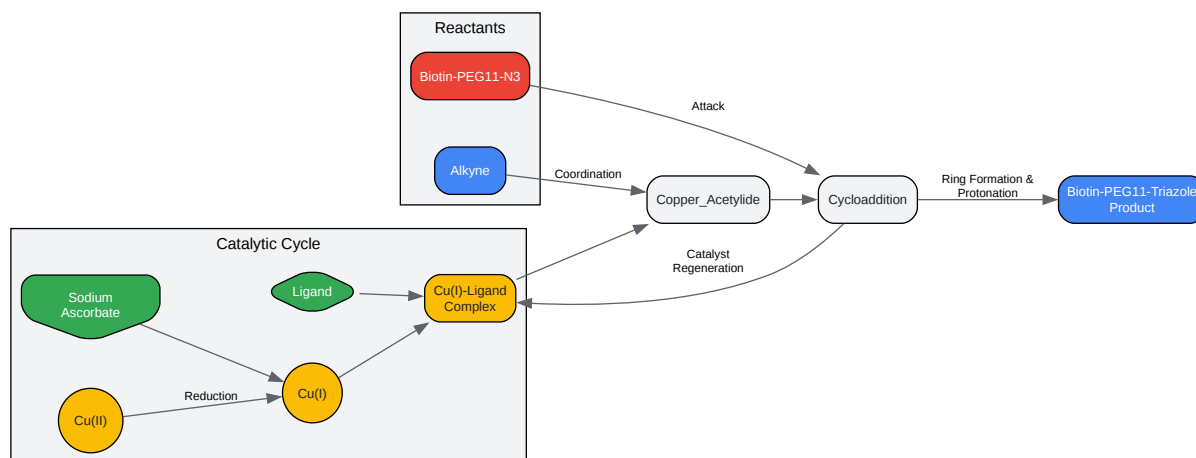 Reactants
Biotin-PEG11-N3
Attack
Alkyne
Coordination
Copper_Acetylide
Cycloaddition
Ring Formation &
Protonation
Biotin-PEG11-Triazole
Product
Catalytic Cycle
Catalyst
Regeneration
Sodium
Ascorbate
Ligand
Cu(I)-Ligand
Complex
Cu(I)
Reduction
Cu(II)